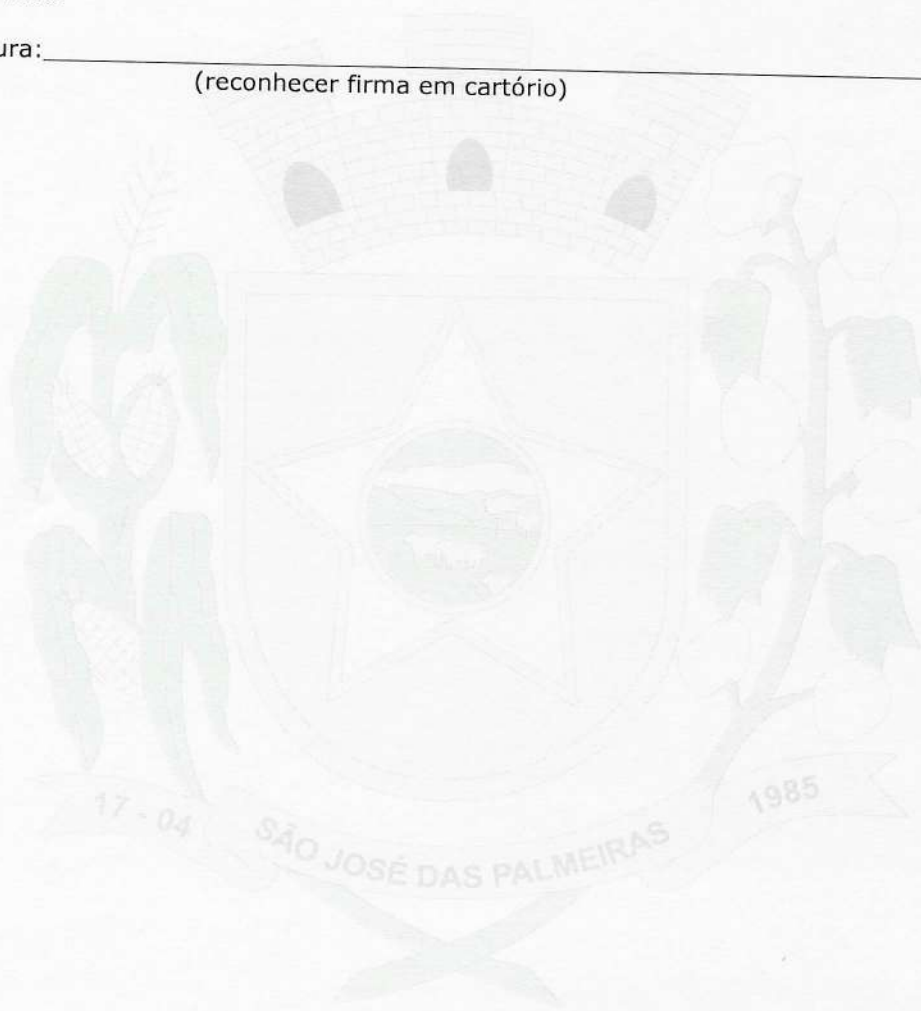 ura:
(reconhecer firma em cartório)
17 - 04
SÃO JOSÉ DAS PALMEIRAS
1985